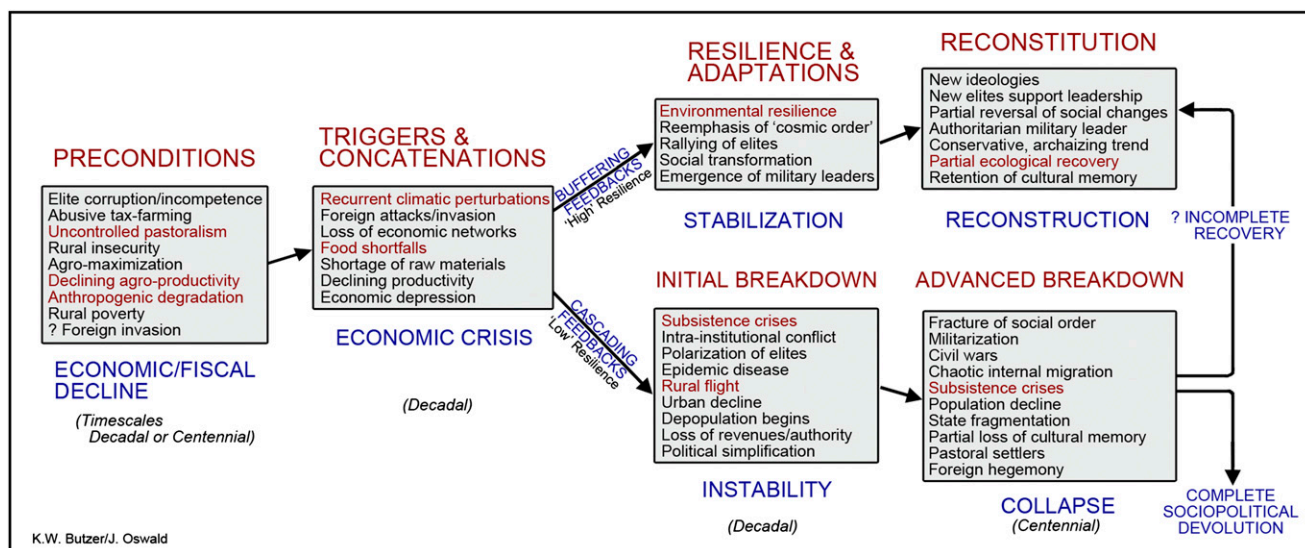 PRECONDITIONS
Elite corruption/incompetence
Abusive tax-farming
Uncontrolled pastoralism
Rural insecurity
Agro-maximization
Declining agro-productivity
Anthropogenic degradation
Rural poverty
? Foreign invasion
ECONOMIC/FISCAL
DECLINE
(Timescales
Decadal or Centennial)
TRIGGERS &
CONCATENATIONS
Recurrent climatic perturbations
Foreign attacks/invasion
Loss of economic networks
Food shortfalls
Shortage of raw materials
Declining productivity
Economic depression
ECONOMIC CRISIS
(Decadal)
BUFFERING
FEEDBACKS
'High' Resilience
RESILIENCE &
ADAPTATIONS
Environmental resilience
Reemphasis of 'cosmic order'
Rallying of elites
Social transformation
Emergence of military leaders
STABILIZATION
RECONSTITUTION
New ideologies
New elites support leadership
Partial reversal of social changes
Authoritarian military leader
Conservative, archaizing trend
Partial ecological recovery
Retention of cultural memory
RECONSTRUCTION
? INCOMPLETE
RECOVERY
CASCADING
FEEDBACKS
'Low' Resilience
INITIAL BREAKDOWN
Subsistence crises
Intra-institutional conflict
Polarization of elites
Epidemic disease
Rural flight
Urban decline
Depopulation begins
Loss of revenues/authority
Political simplification
INSTABILITY
(Decadal)
ADVANCED BREAKDOWN
Fracture of social order
Militarization
Civil wars
Chaotic internal migration
Subsistence crises
Population decline
State fragmentation
Partial loss of cultural memory
Pastoral settlers
Foreign hegemony
COLLAPSE
(Centennial)
COMPLETE
SOCIOPOLITICAL
DEVOLUTION
K.W. Butzer/J. Oswald